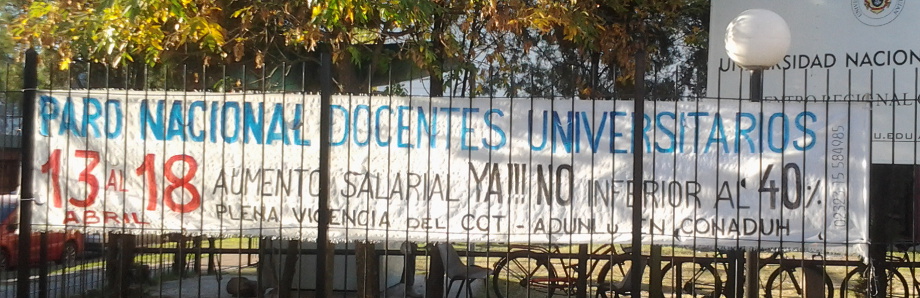 UNIVERSIDAD NACION
PARO NACIONAL DOCENTES UNIVERSITARIOS
13 AL 18 AUMENTO SALARIAL YA!!! NO INFERIOR AL 40%
ABRIL PLENA VIGENCIA DEL CCT - ADUNLU EN CONADUH